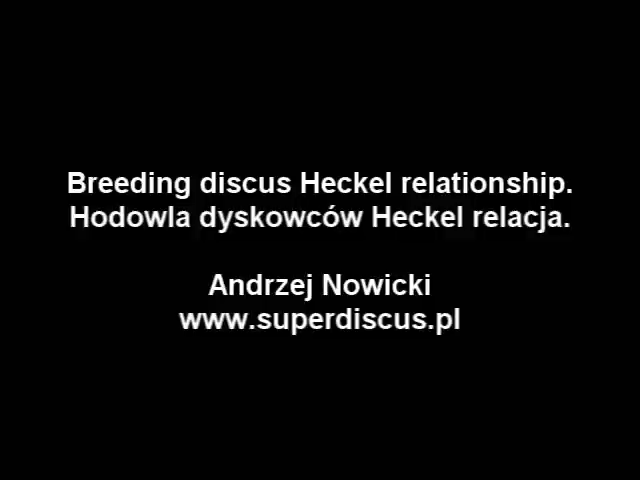 Breeding discus Heckel relationship.
Hodowla dyskowców Heckel relacja.
Andrzej Nowicki
www.superdiscus.pl